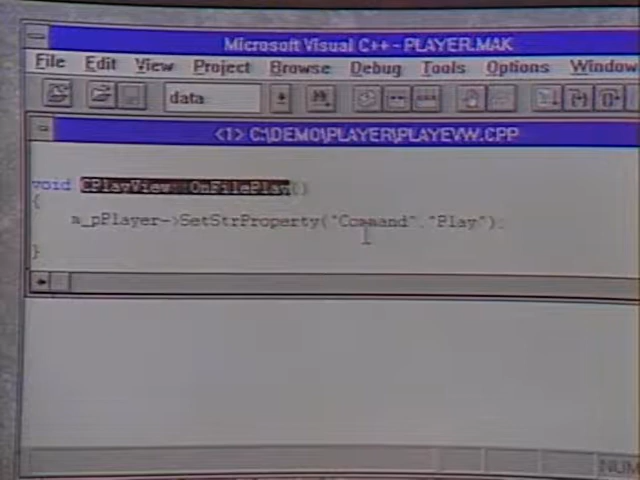 Microsoft Visual C++ - PLAYER.MAK
File Edit View Project Browse Debug Tools Options Window
data
<1> C:\DEMO\PLAYER\PLAYEVW.CPP
void CPlayView::OnFilePlay()
{
m_pPlayer->SetStrProperty("Command","Play");
}
NUM